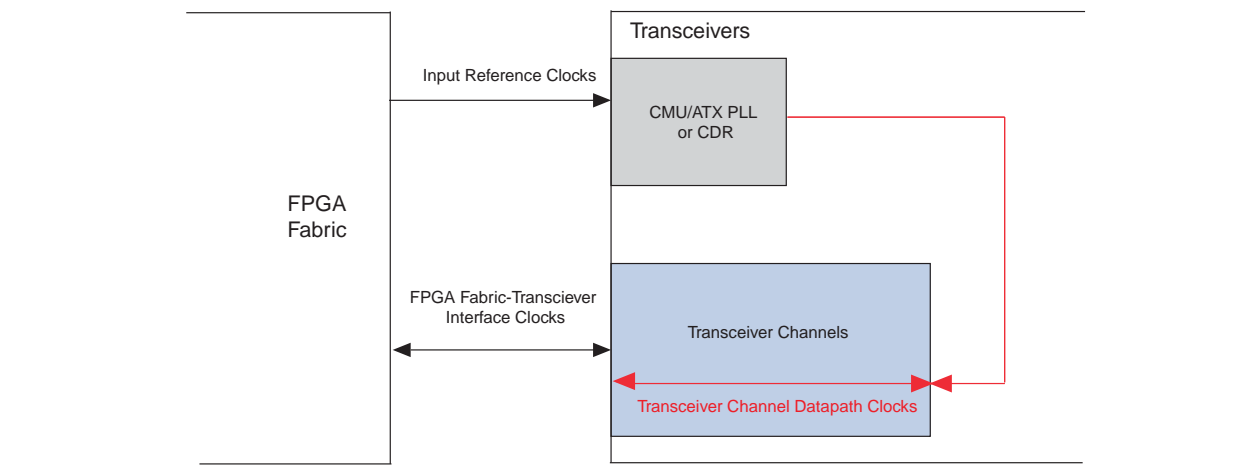 Transceivers
Input Reference Clocks
CMU/ATX PLL
or CDR
FPGA
Fabric
FPGA Fabric-Transciever
Interface Clocks
Transceiver Channels
Transceiver Channel Datapath Clocks